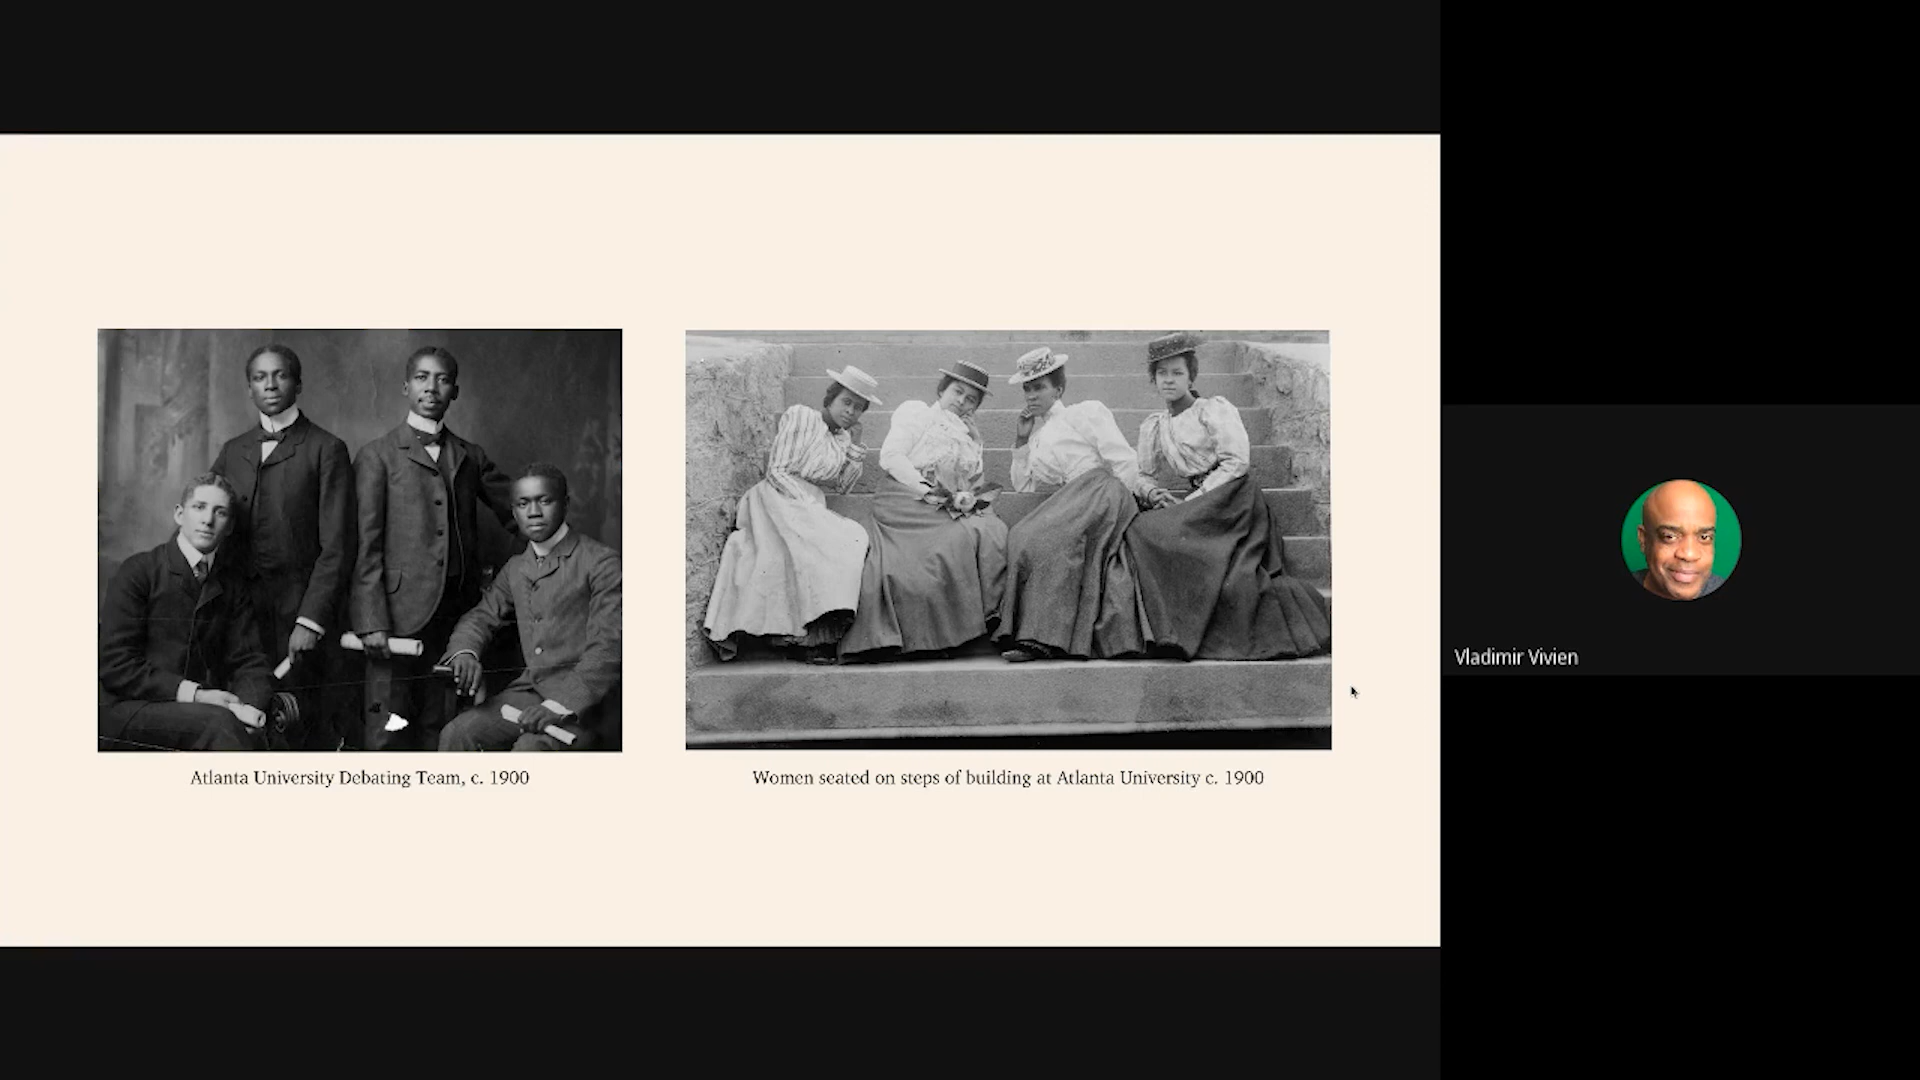 Atlanta University Debating Team, c. 1900
Women seated on steps of building at Atlanta University c. 1900
Vladimir Vivien